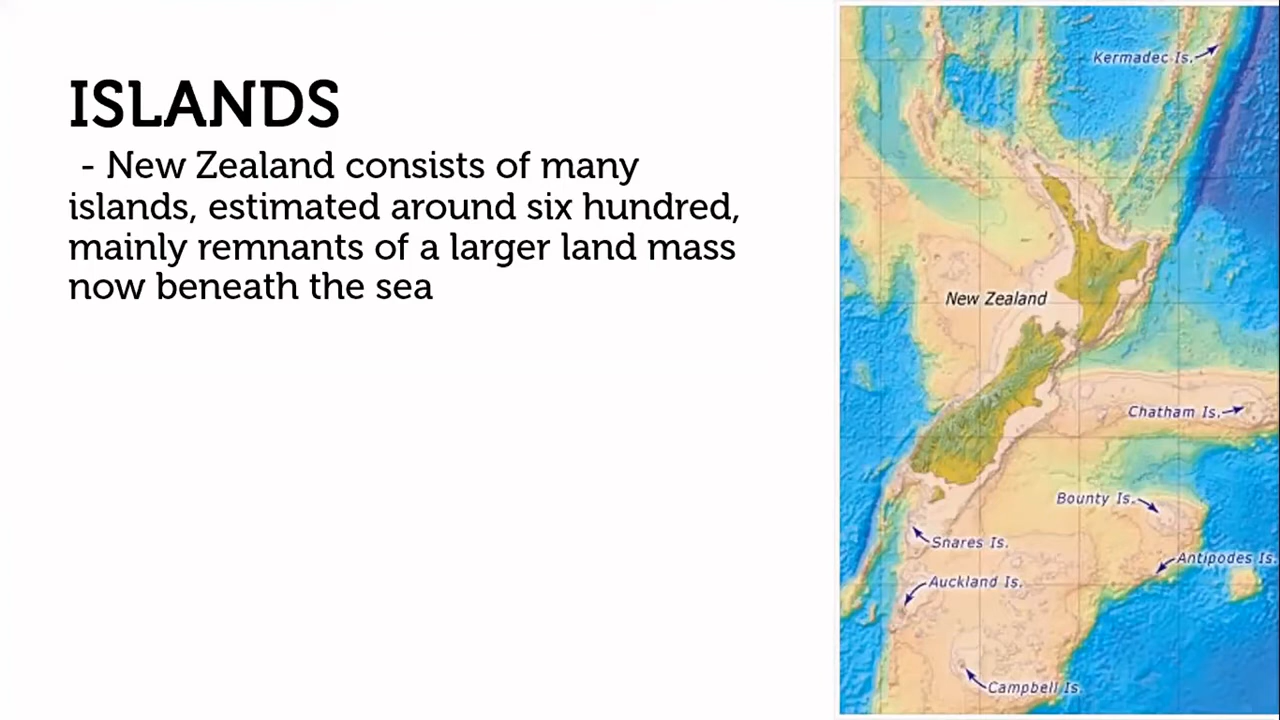 ISLANDS
- New Zealand consists of many
islands, estimated around six hundred,
mainly remnants of a larger land mass
now beneath the sea
Kermadec Is.
New Zealand
Chatham Is.
Bounty Is.
Snares Is.
Antipodes Is.
Auckland Is.
Campbell Is.